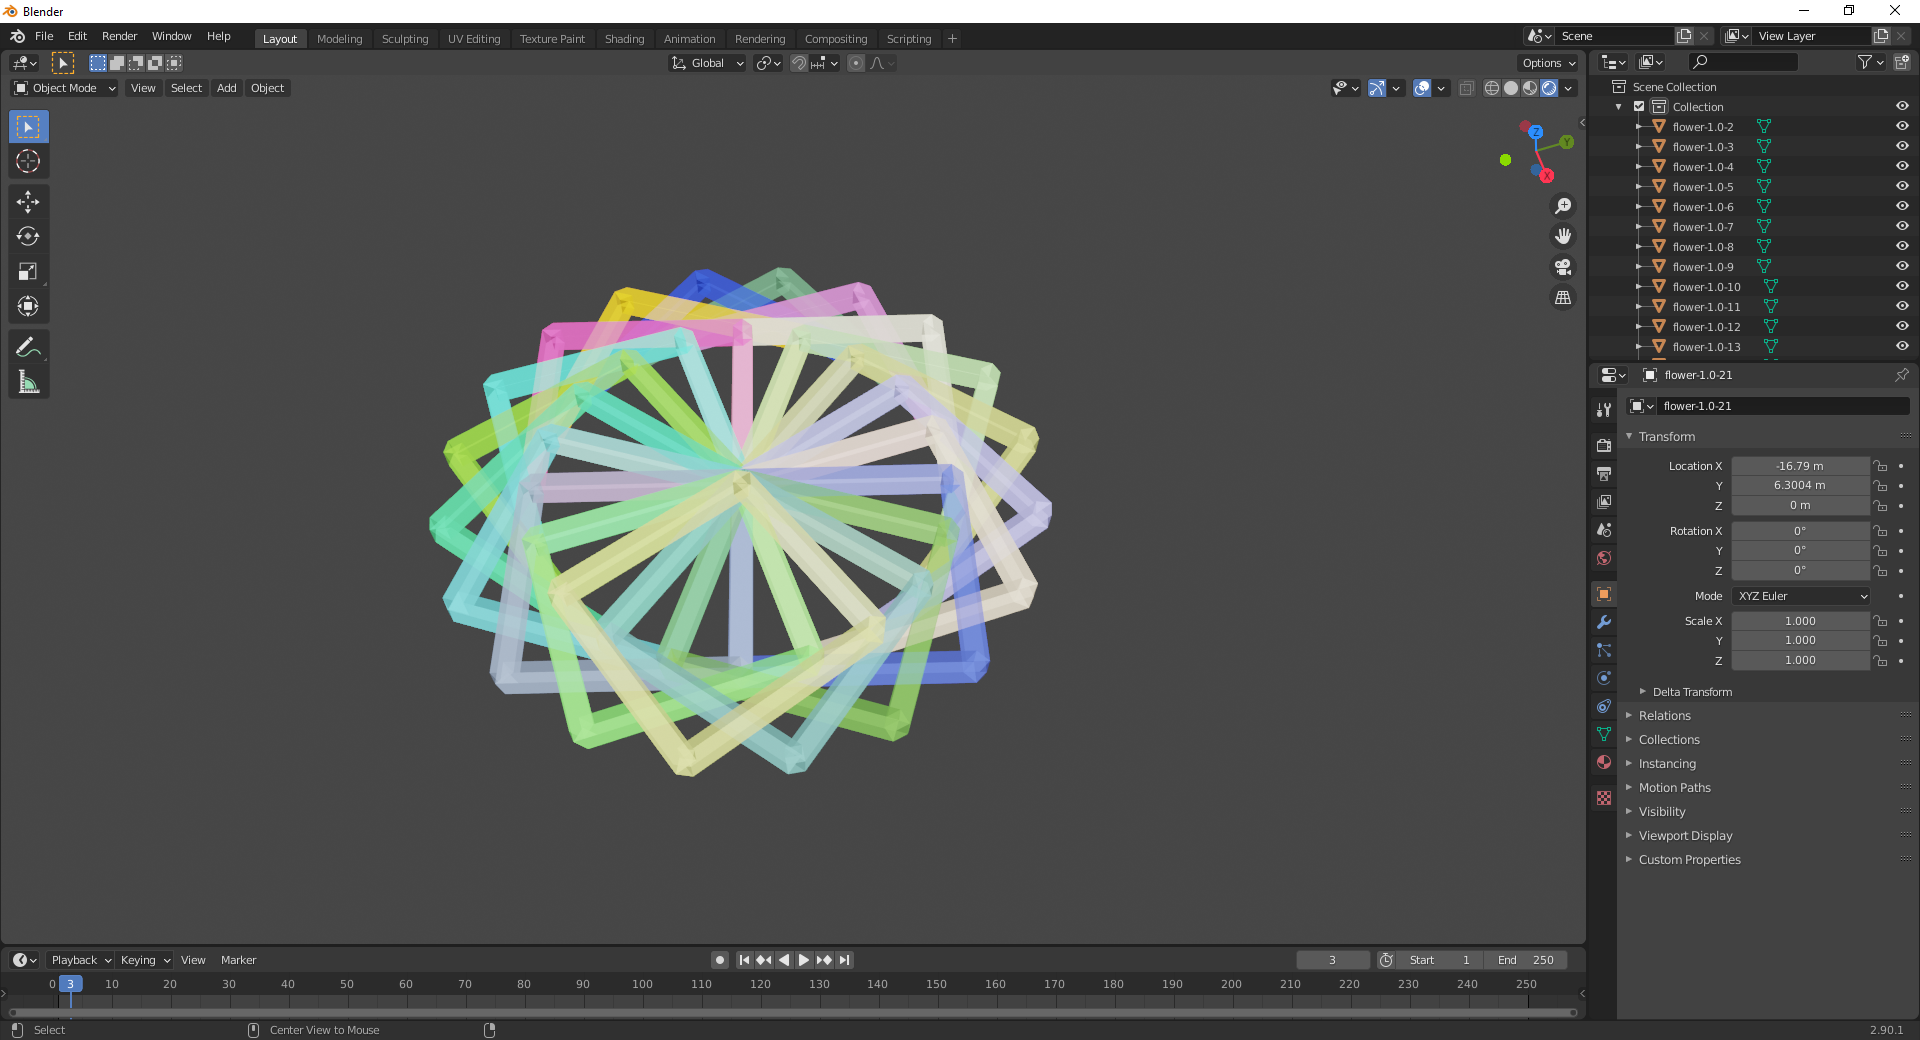 Blender
File Edit Render Window Help
Layout Modeling Sculpting UV Editing Texture Paint Shading Animation Rendering Compositing Scripting +
Scene
View Layer
Global
Options
Object Mode View Select Add Object
Scene Collection
Collection
flower-1.0-2
flower-1.0-3
flower-1.0-4
flower-1.0-5
flower-1.0-6
flower-1.0-7
flower-1.0-8
flower-1.0-9
flower-1.0-10
flower-1.0-11
flower-1.0-12
flower-1.0-13
Z
Y
X
flower-1.0-21
flower-1.0-21
Transform
Location X -16.79 m
Y 6.3004 m
Z 0 m
Rotation X 0°
Y 0°
Z 0°
Mode XYZ Euler
Scale X 1.000
Y 1.000
Z 1.000
Delta Transform
Relations
Collections
Instancing
Motion Paths
Visibility
Viewport Display
Custom Properties
Playback Keying View Marker
3 Start 1 End 250
0 3 10 20 30 40 50 60 70 80 90 100 110 120 130 140 150 160 170 180 190 200 210 220 230 240 250
Select Center View to Mouse
2.90.1